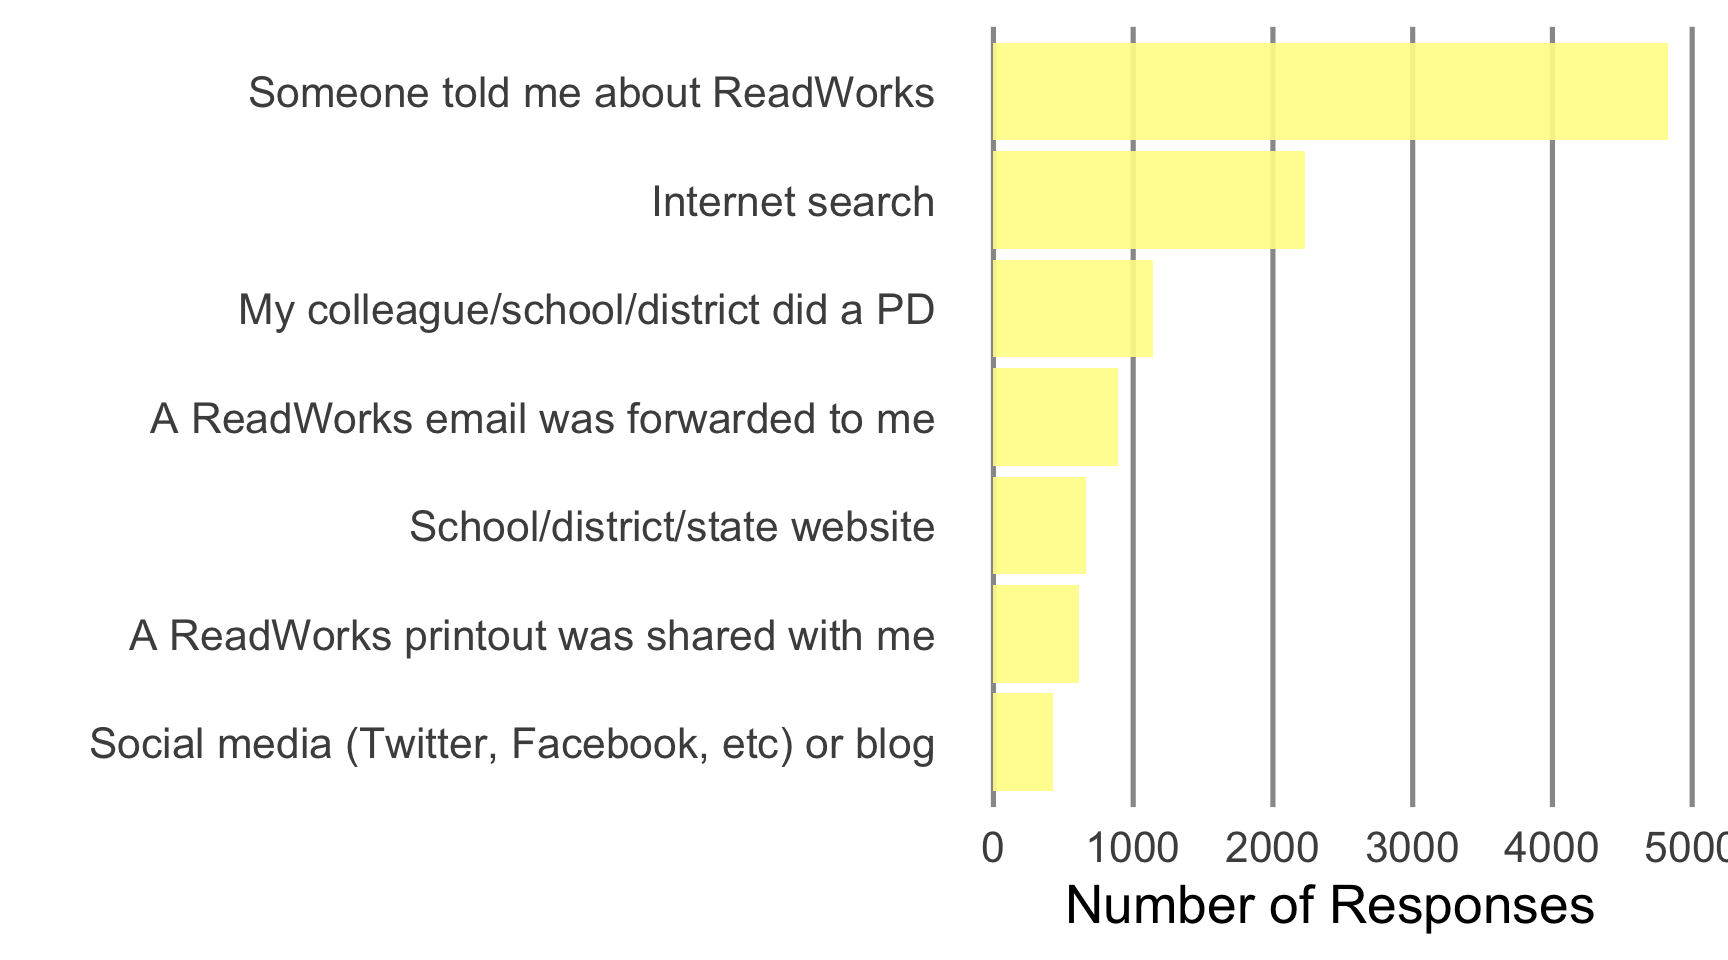 Someone told me about ReadWorks
Internet search
My colleague/school/district did a PD
A ReadWorks email was forwarded to me
School/district/state website
A ReadWorks printout was shared with me
Social media (Twitter, Facebook, etc) or blog
0 1000 2000 3000 4000 5000
Number of Responses